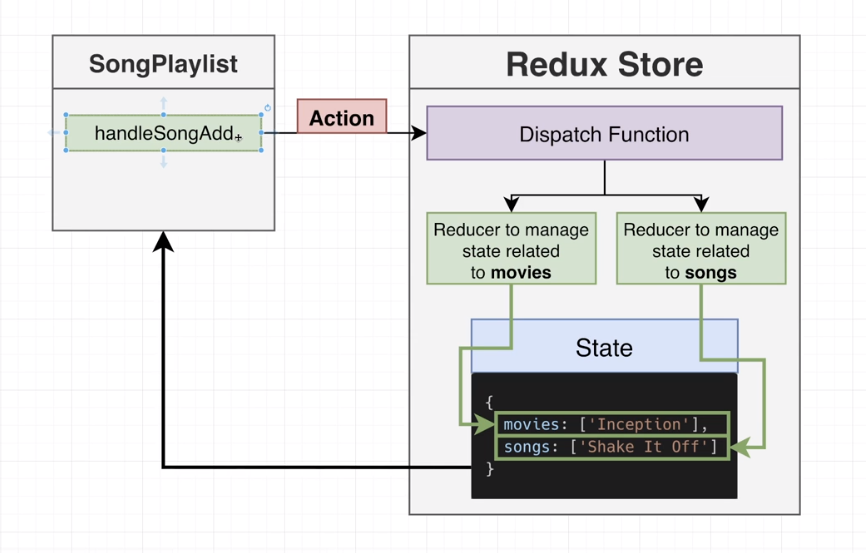 SongPlaylist
handleSongAdd
Action
Redux Store
Dispatch Function
Reducer to manage
state related
to movies
Reducer to manage
state related
to songs
State
{
movies: ['Inception'],
songs: ['Shake It Off']
}